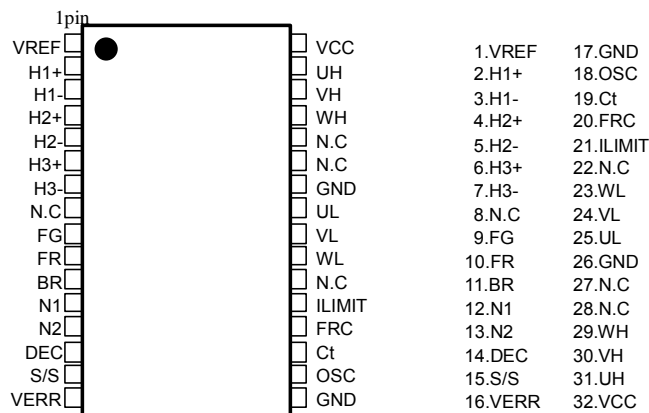 1pin
VREF VCC
H1+ UH
H1- VH
H2+ WH
H2- N.C
H3+ N.C
H3- GND
N.C UL
FG VL
FR WL
BR N.C
N1 ILIMIT
N2 FRC
DEC Ct
S/S OSC
VERR GND
1.VREF 17.GND
2.H1+ 18.OSC
3.H1- 19.Ct
4.H2+ 20.FRC
5.H2- 21.ILIMIT
6.H3+ 22.N.C
7.H3- 23.WL
8.N.C 24.VL
9.FG 25.UL
10.FR 26.GND
11.BR 27.N.C
12.N1 28.N.C
13.N2 29.WH
14.DEC 30.VH
15.S/S 31.UH
16.VERR 32.VCC